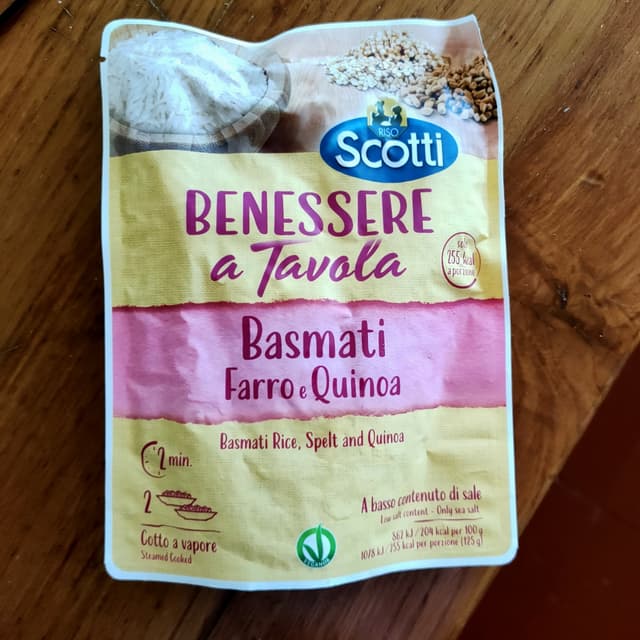 RISO
Scotti
BENESSERE
a Tavola
solo
255 kcal
a porzione
Basmati
Farro e Quinoa
Basmati Rice, Spelt and Quinoa
2 min.
2
Cotto a vapore
Steamed Cooked
VEGANOK
A basso contenuto di sale
Low salt content - Only sea salt
862 kJ / 204 kcal per 100 g
1078 kJ / 255 kcal per porzione (125 g)